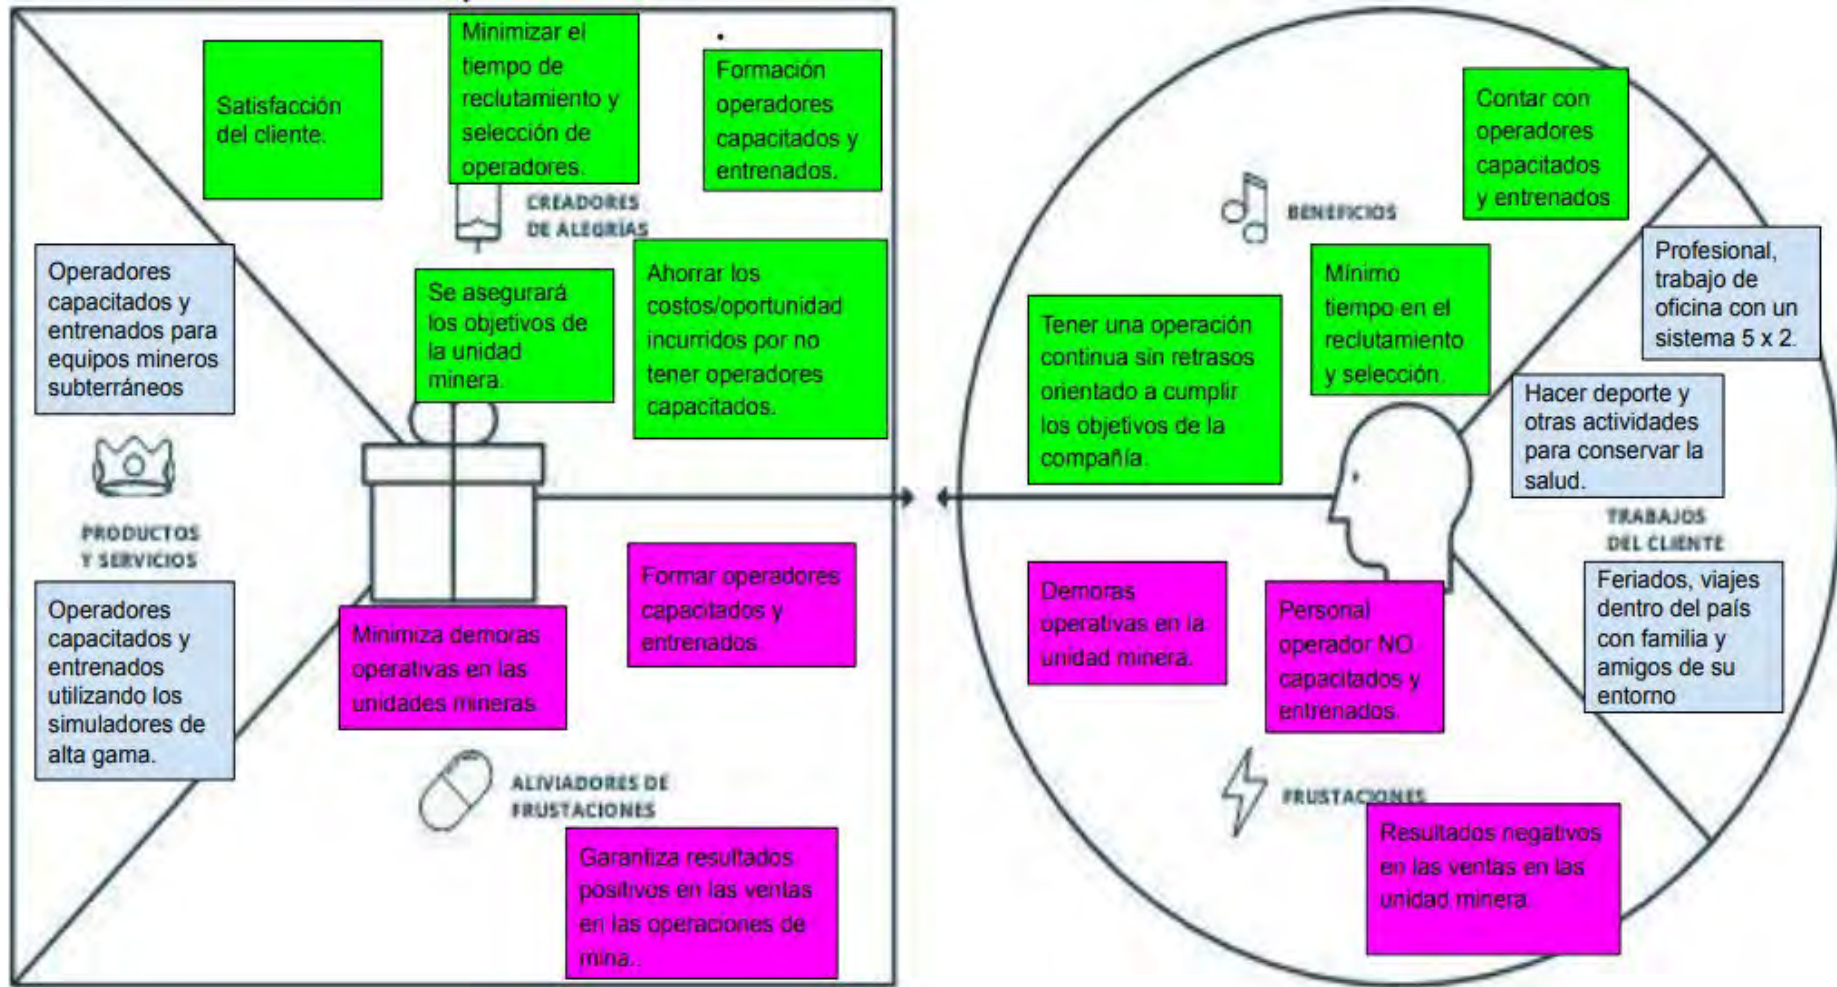 Satisfacción
del cliente.
Minimizar el
tiempo de
reclutamiento y
selección de
operadores.
Formación
operadores
capacitados y
entrenados.
CREADORES
DE ALEGRÍAS
Operadores
capacitados y
entrenados para
equipos mineros
subterráneos
Se asegurará
los objetivos de
la unidad
minera.
Ahorrar los
costos/oportunidad
incurridos por no
tener operadores
capacitados.
PRODUCTOS
Y SERVICIOS
Operadores
capacitados y
entrenados
utilizando los
simuladores de
alta gama.
Minimiza demoras
operativas en las
unidades mineras.
Formar operadores
capacitados y
entrenados.
ALIVIADORES DE
FRUSTACIONES
Garantiza resultados
positivos en las ventas
en las operaciones de
mina..
Contar con
operadores
capacitados
y entrenados
BENEFICIOS
Profesional,
trabajo de
oficina con un
sistema 5 x 2.
Mínimo
tiempo en el
reclutamiento
y selección.
Tener una operación
continua sin retrasos
orientado a cumplir
los objetivos de la
compañía.
Hacer deporte y
otras actividades
para conservar la
salud.
TRABAJOS
DEL CLIENTE
Feriados, viajes
dentro del país
con familia y
amigos de su
entorno
Demoras
operativas en la
unidad minera.
Personal
operador NO
capacitados y
entrenados.
FRUSTACIONES
Resultados negativos
en las ventas en las
unidad minera.